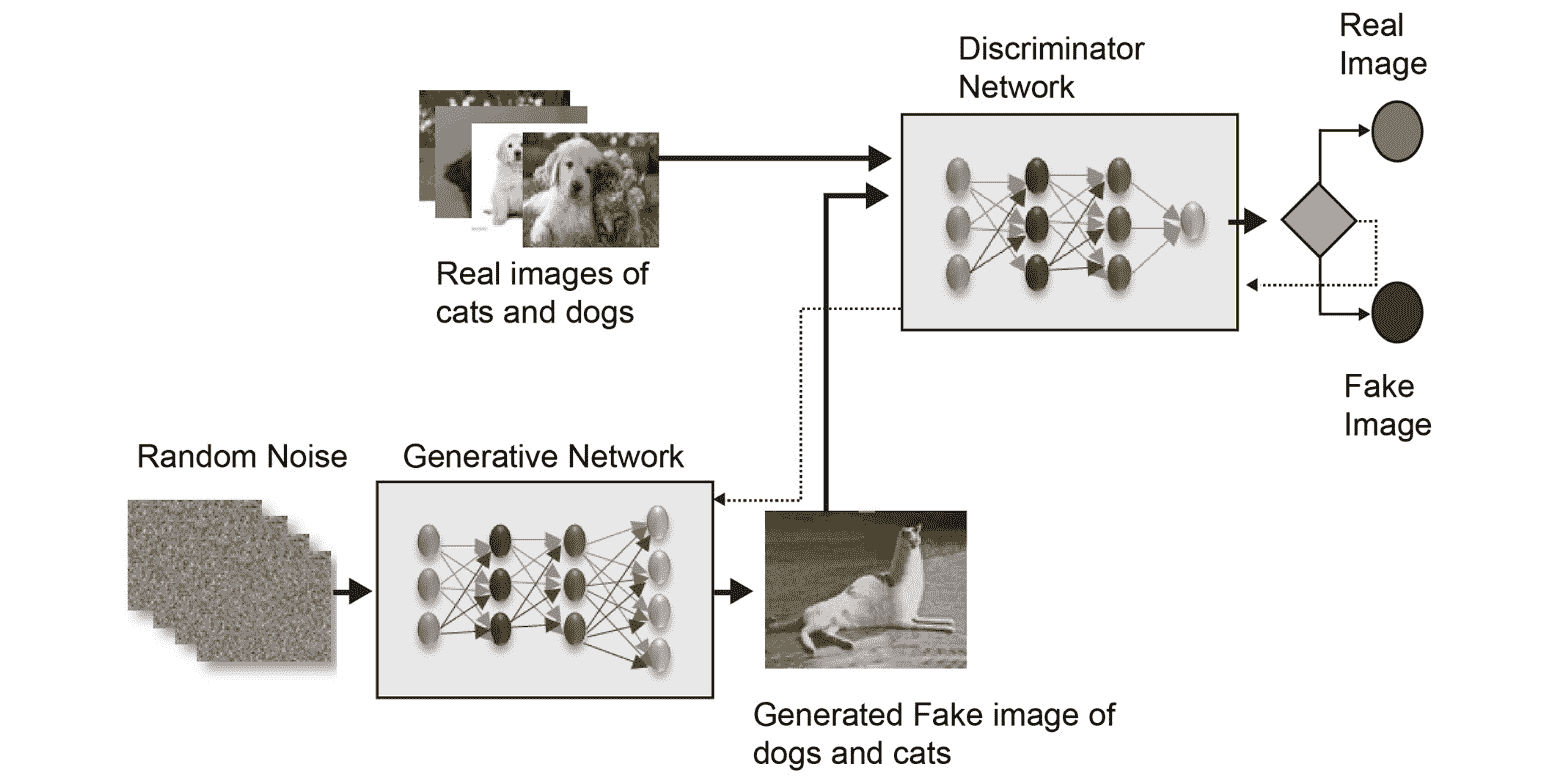 Real
Image
Discriminator
Network
Real images of
cats and dogs
Fake
Image
Random Noise
Generative Network
Generated Fake image of
dogs and cats